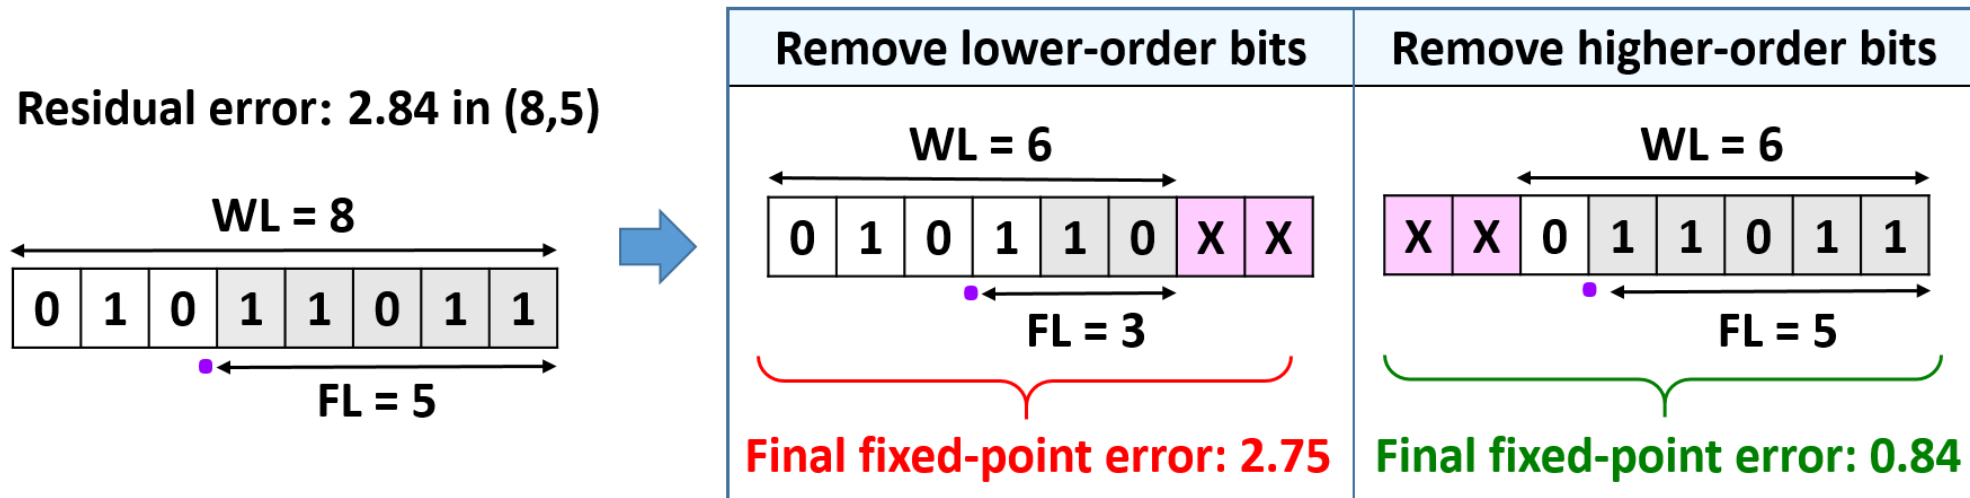 Remove lower-order bits
Remove higher-order bits
Residual error: 2.84 in (8,5)
WL = 8
0 1 0 1 1 0 1 1
FL = 5
WL = 6
0 1 0 1 1 0 X X
FL = 3
Final fixed-point error: 2.75
WL = 6
X X 0 1 1 0 1 1
FL = 5
Final fixed-point error: 0.84